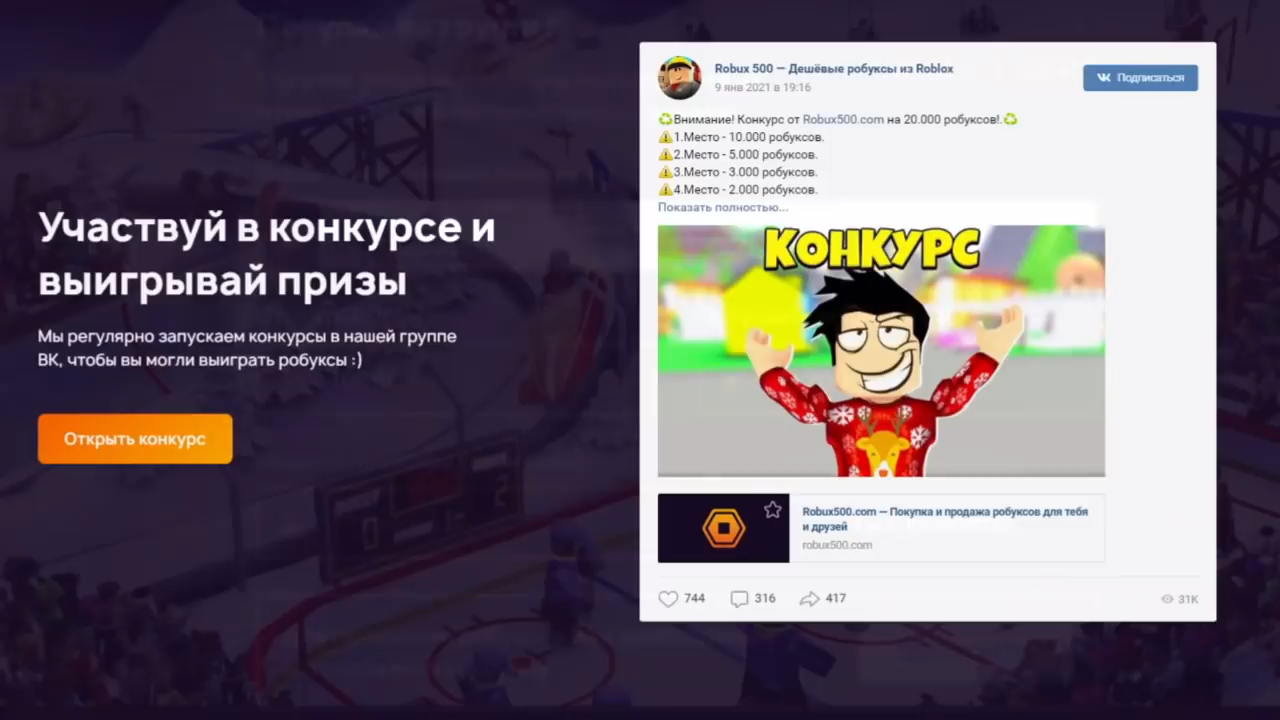 Участвуй в конкурсе и
выигрывай призы
Мы регулярно запускаем конкурсы в нашей группе
ВК, чтобы вы могли выиграть робуксы :)
Открыть конкурс
Robux 500 — Дешёвые робуксы из Roblox
9 янв 2021 в 19:16
Подписаться
Внимание! Конкурс от Robux500.com на 20.000 робуксов!.
1.Место - 10.000 робуксов.
2.Место - 5.000 робуксов.
3.Место - 3.000 робуксов.
4.Место - 2.000 робуксов.
Показать полностью...
КОНКУРС
Robux500.com — Покупка и продажа робуксов для тебя
и друзей
robux500.com
744
316
417
31K